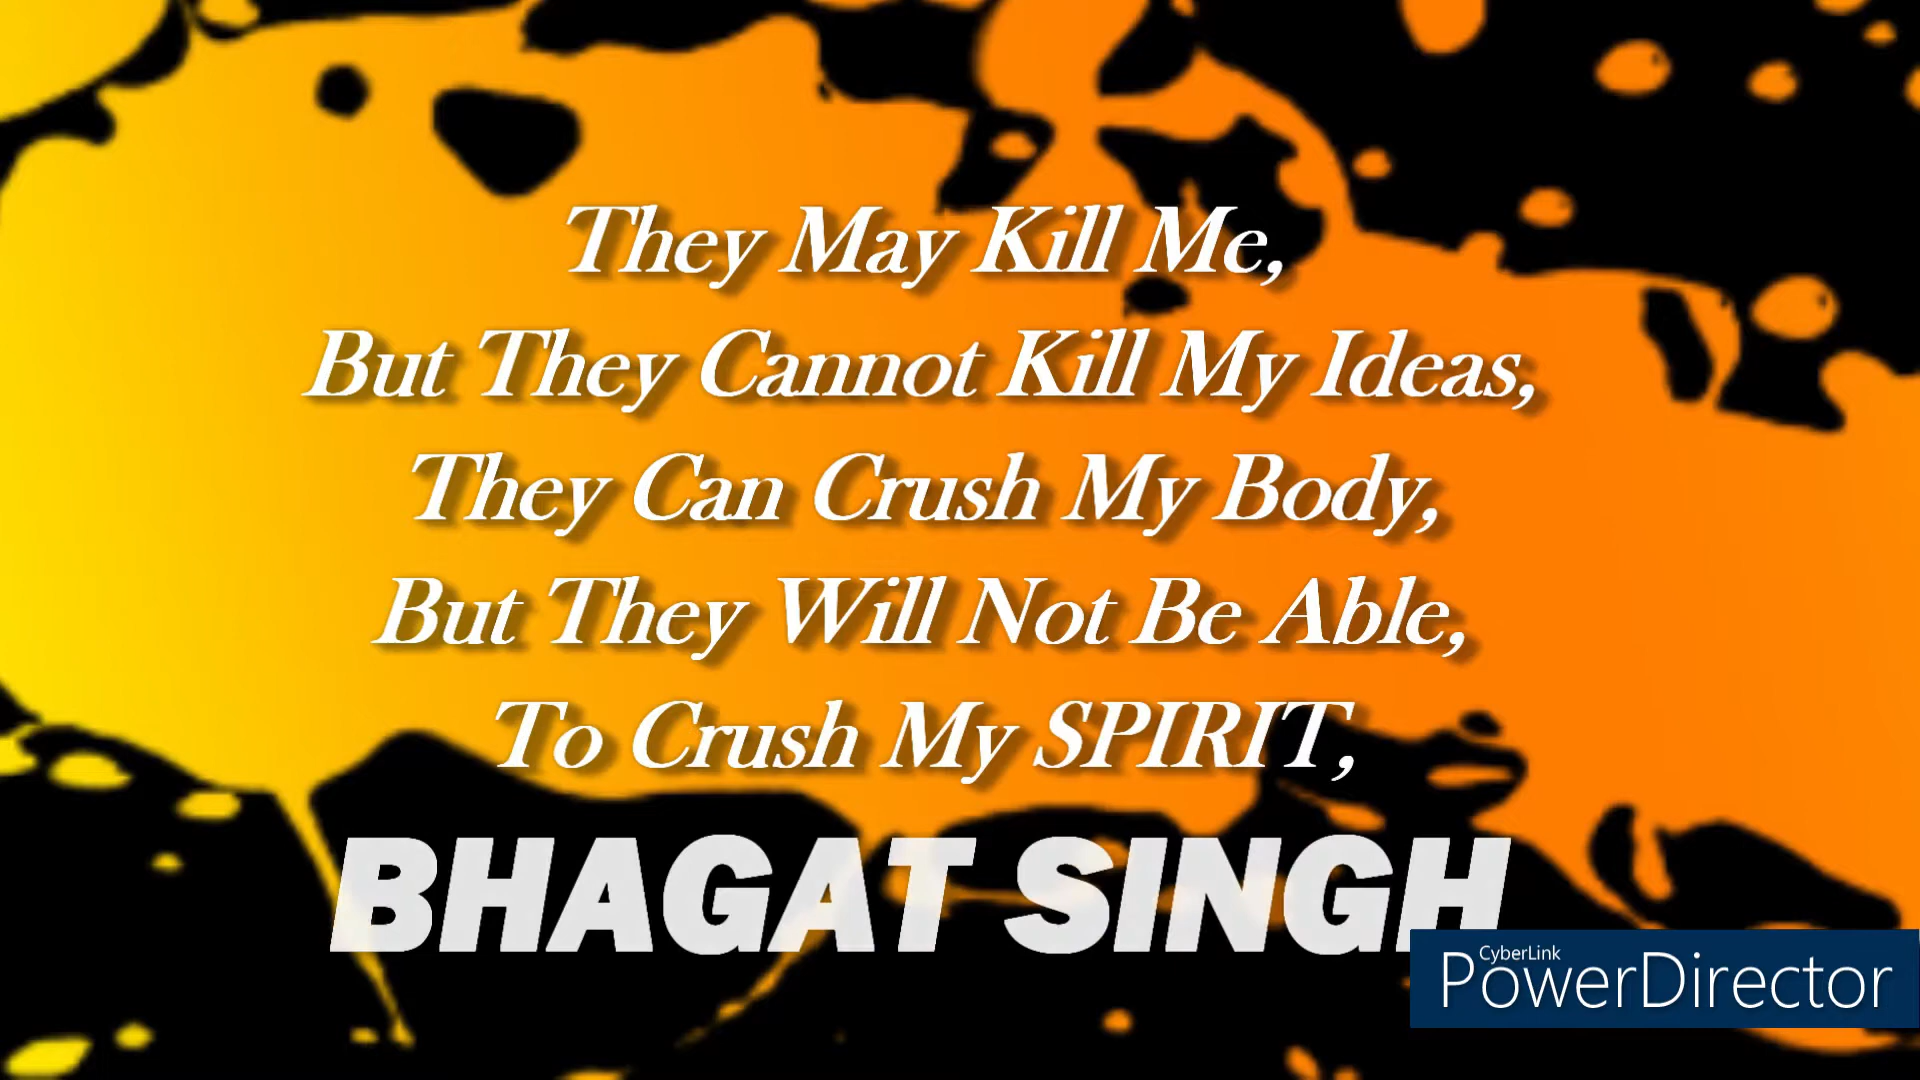 They May Kill Me,
But They Cannot Kill My Ideas,
They Can Crush My Body,
But They Will Not Be Able,
To Crush My SPIRIT,
BHAGAT SINGH
CyberLink
PowerDirector